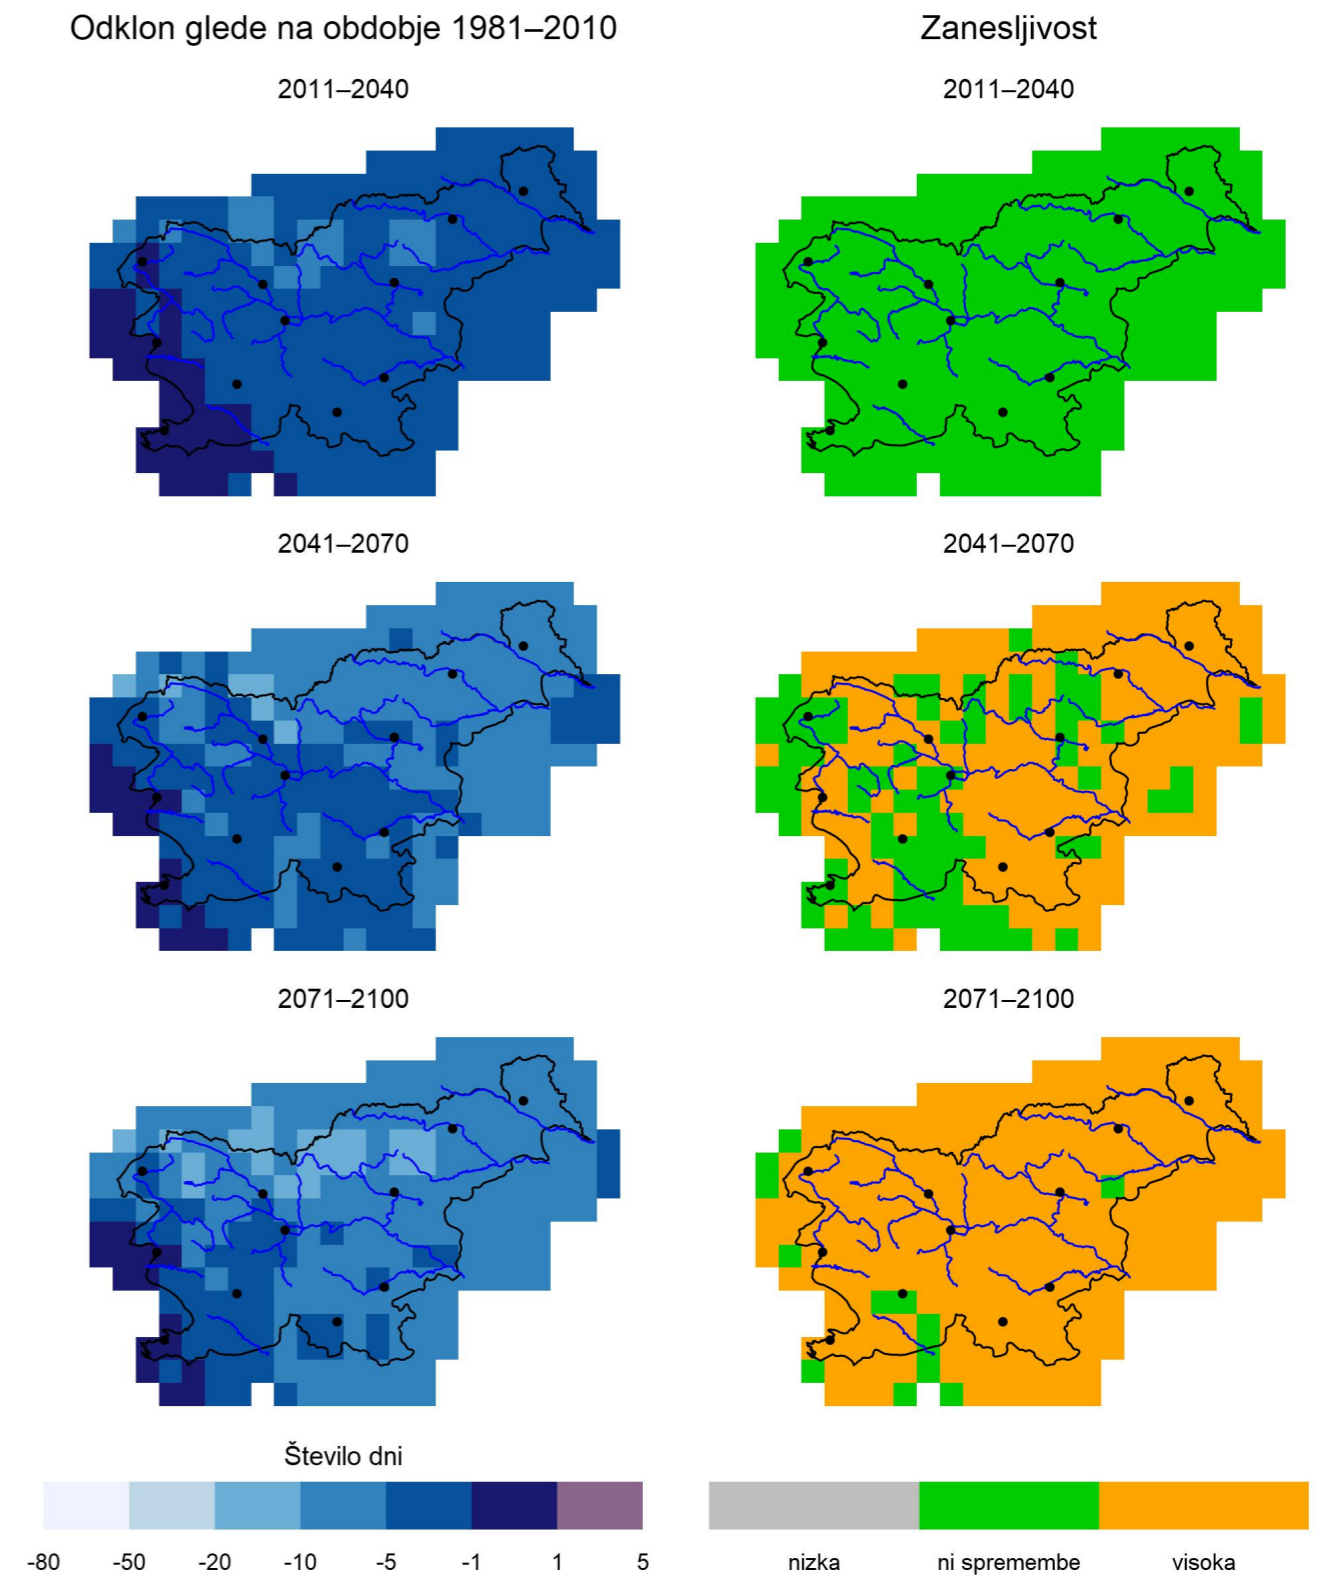 Odklon glede na obdobje 1981–2010
Zanesljivost
2011–2040
2011–2040
2041–2070
2041–2070
2071–2100
2071–2100
Število dni
-80 -50 -20 -10 -5 -1 1 5
nizka ni spremembe visoka